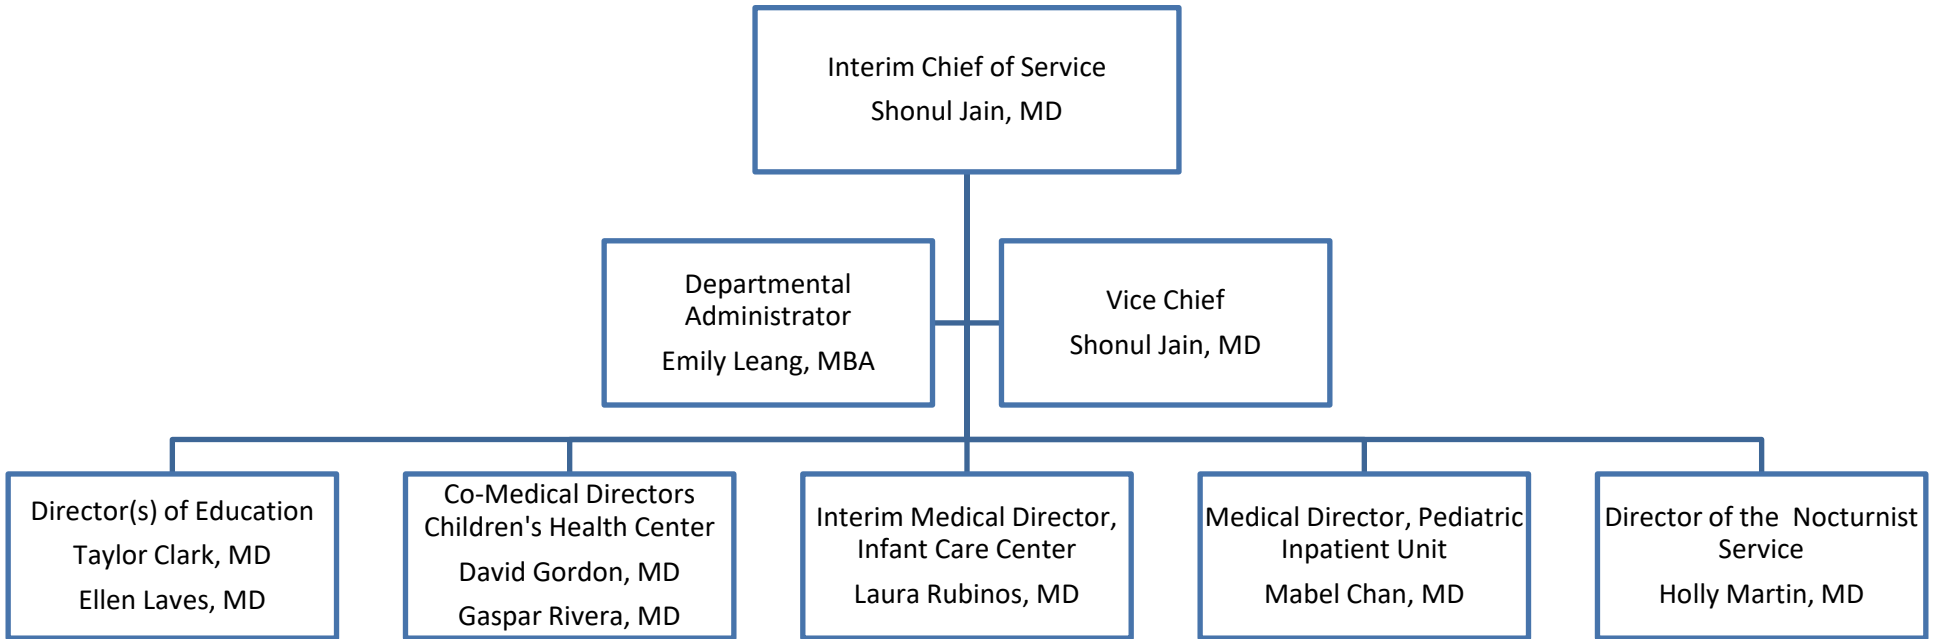 Interim Chief of Service
Shonul Jain, MD
Departmental
Administrator
Emily Leang, MBA
Vice Chief
Shonul Jain, MD
Director(s) of Education
Taylor Clark, MD
Ellen Laves, MD
Co-Medical Directors
Children's Health Center
David Gordon, MD
Gaspar Rivera, MD
Interim Medical Director,
Infant Care Center
Laura Rubinos, MD
Medical Director, Pediatric
Inpatient Unit
Mabel Chan, MD
Director of the  Nocturnist
Service
Holly Martin, MD